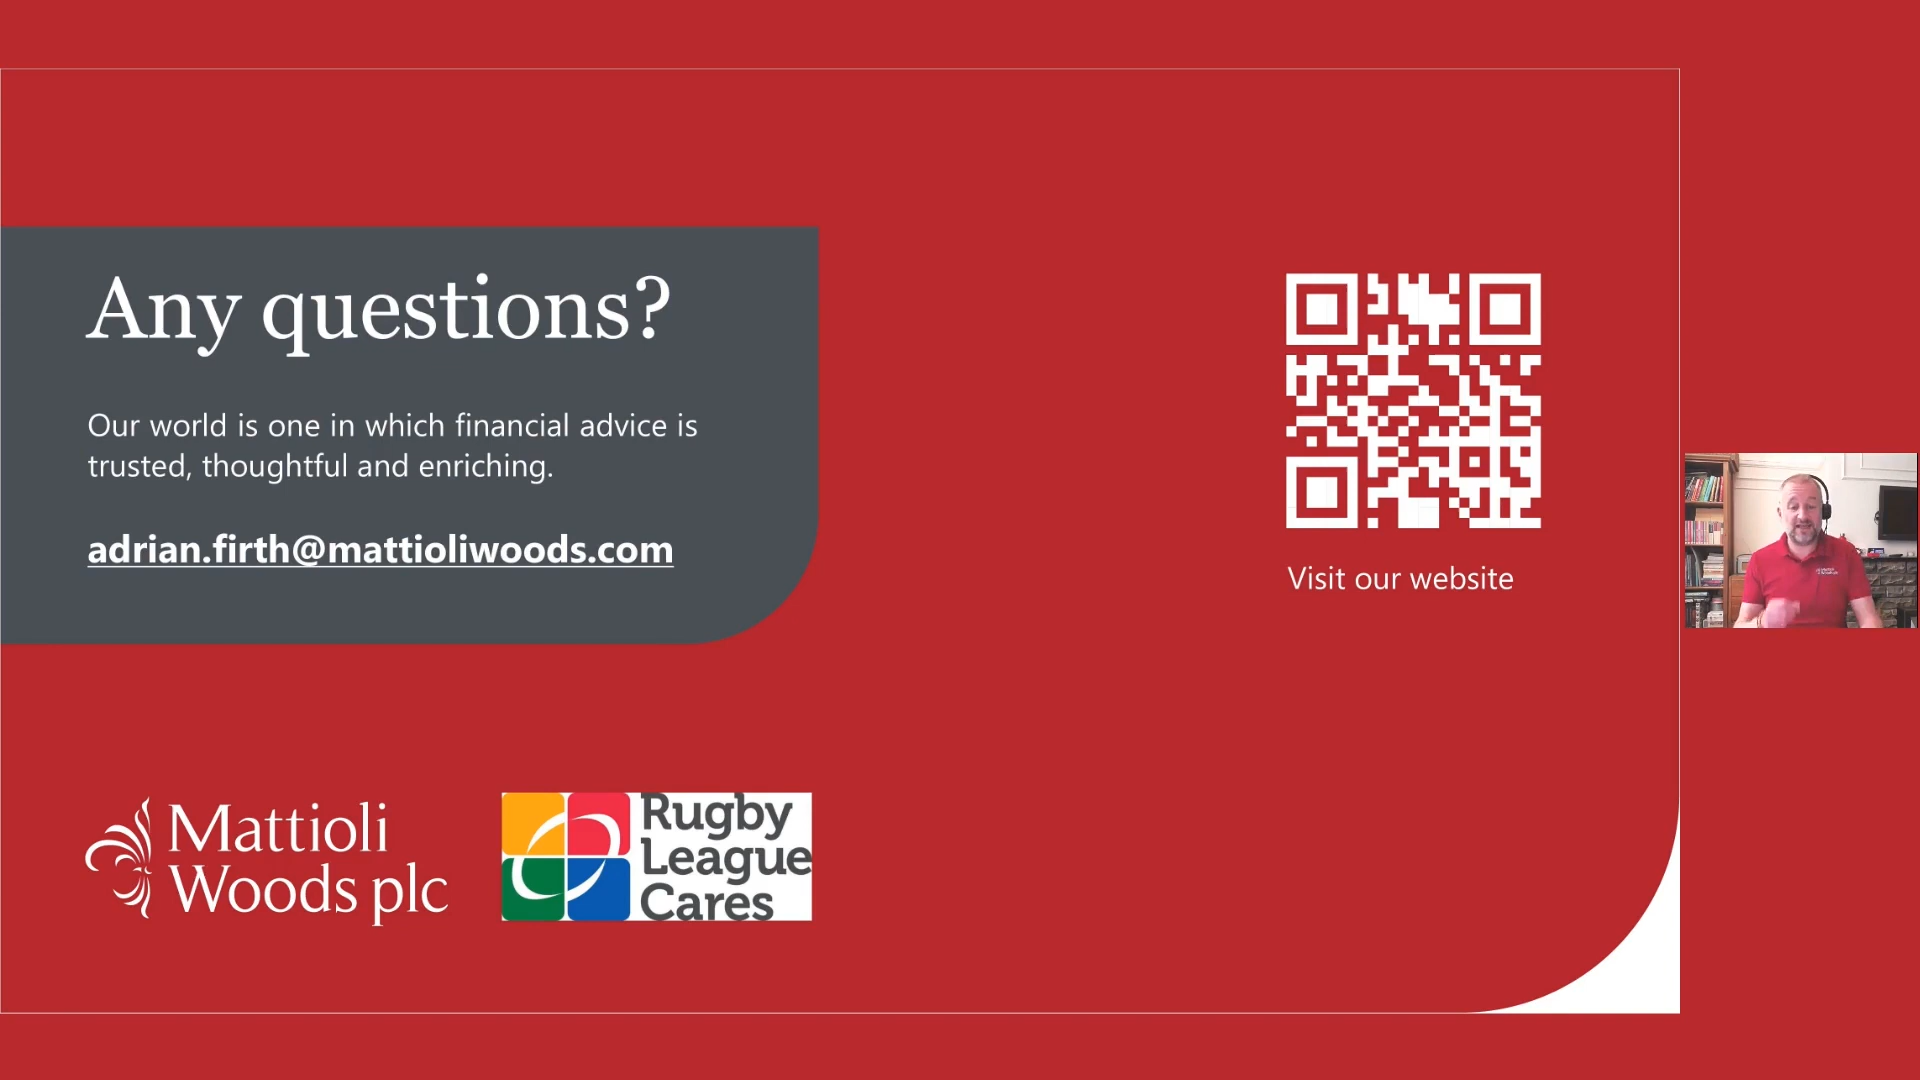 Any questions?
Our world is one in which financial advice is
trusted, thoughtful and enriching.
adrian.firth@mattioliwoods.com
Visit our website
Mattioli
Woods plc
Rugby
League
Cares